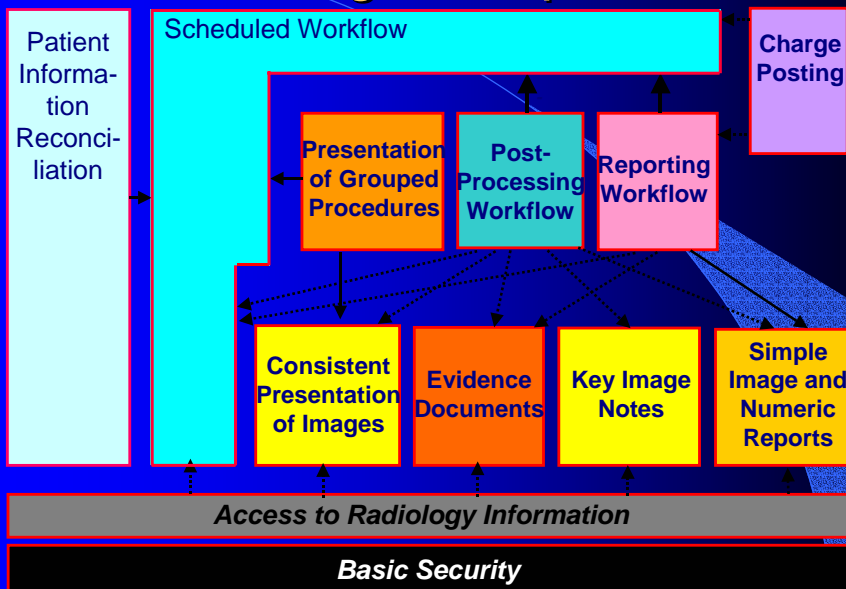 Patient
Informa-
tion
Reconci-
liation
Scheduled Workflow
Charge
Posting
Presentation
of Grouped
Procedures
Post-
Processing
Workflow
Reporting
Workflow
Consistent
Presentation
of Images
Evidence
Documents
Key Image
Notes
Simple
Image and
Numeric
Reports
Access to Radiology Information
Basic Security